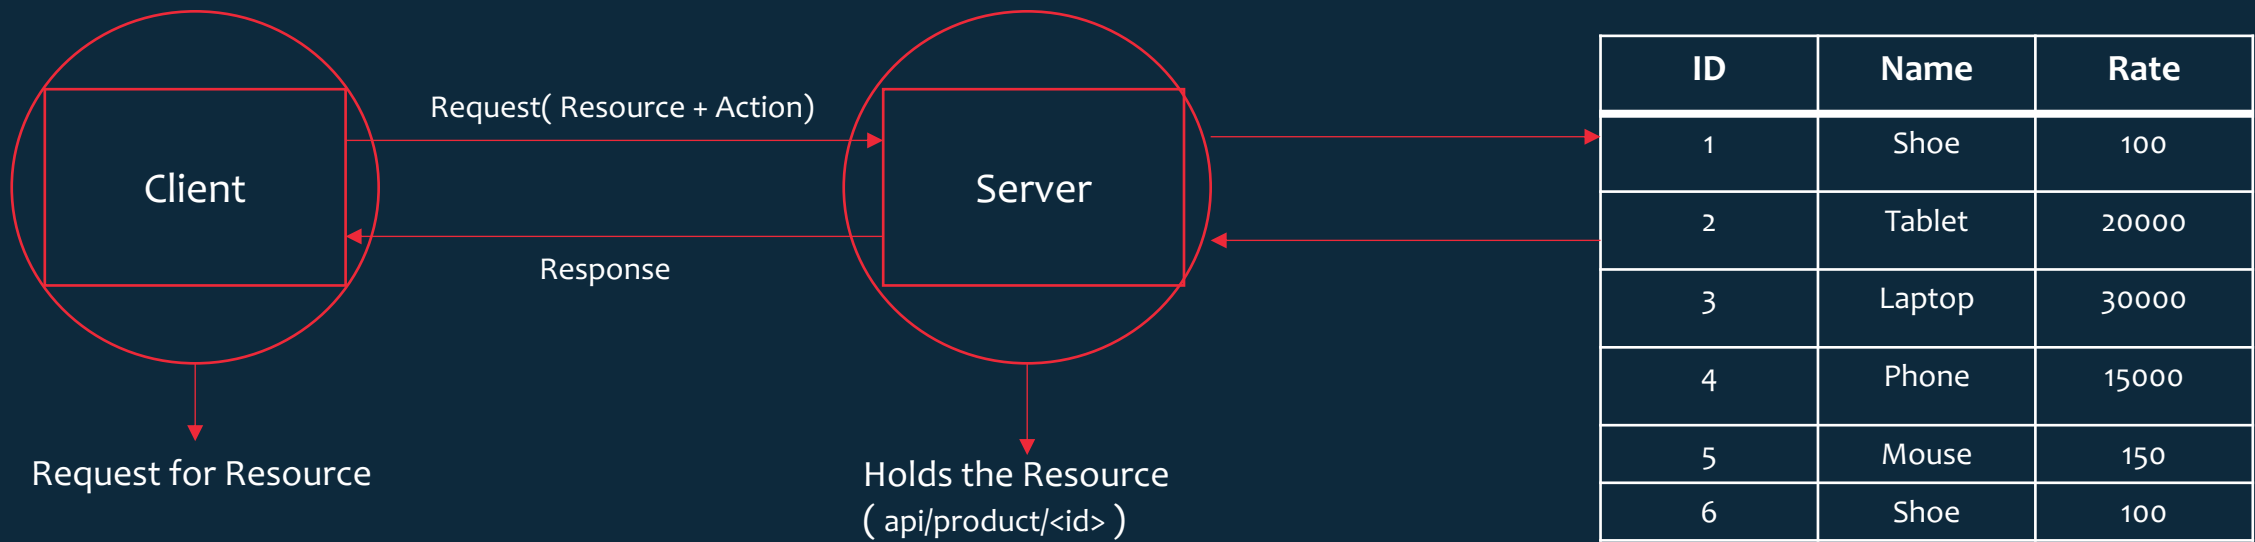 Client
Request( Resource + Action)
Response
Server
Request for Resource
Holds the Resource
( api/product/<id> )
ID Name Rate
1 Shoe 100
2 Tablet 20000
3 Laptop 30000
4 Phone 15000
5 Mouse 150
6 Shoe 100